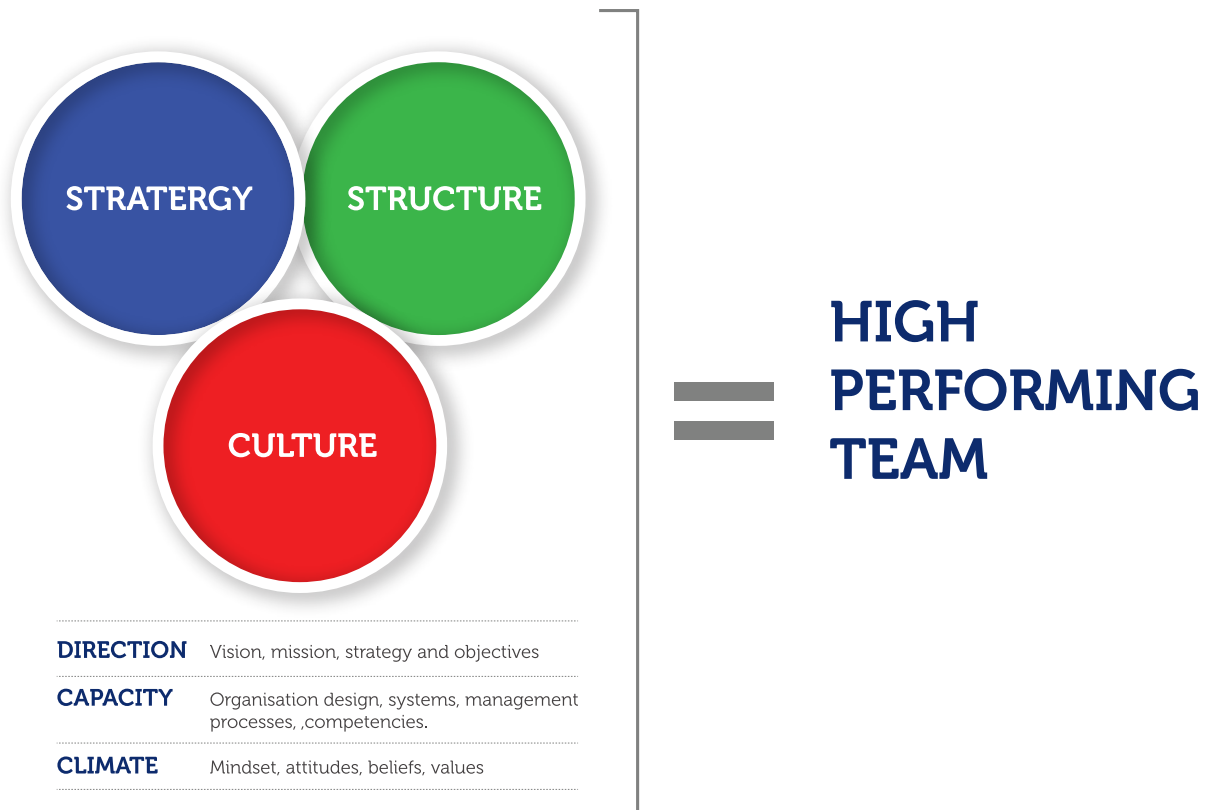 STRATERGY
STRUCTURE
CULTURE
HIGH
PERFORMING
TEAM
DIRECTION Vision, mission, strategy and objectives
CAPACITY Organisation design, systems, management
processes, ,competencies.
CLIMATE Mindset, attitudes, beliefs, values